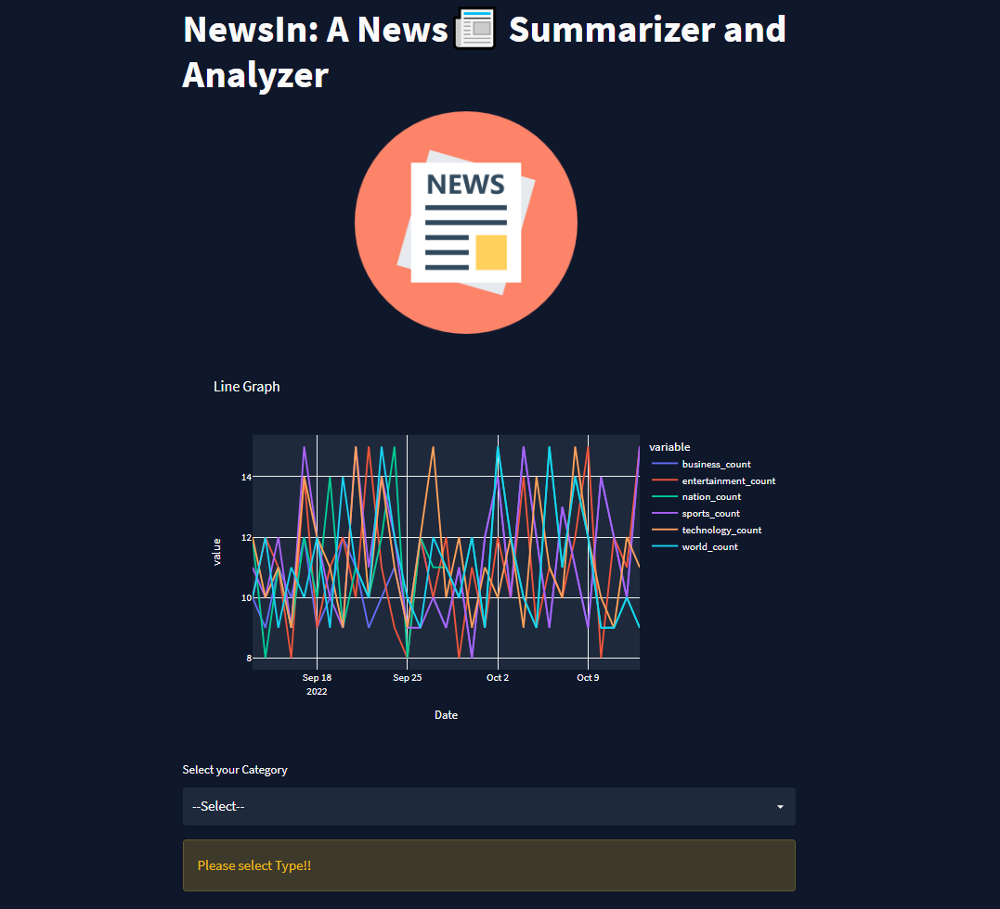 NewsIn: A News📰 Summarizer and
Analyzer
NEWS
Line Graph
variable
business_count
entertainment_count
nation_count
sports_count
technology_count
world_count
value
14
12
10
8
Sep 18
2022
Sep 25
Oct 2
Oct 9
Date
Select your Category
--Select--
Please select Type!!